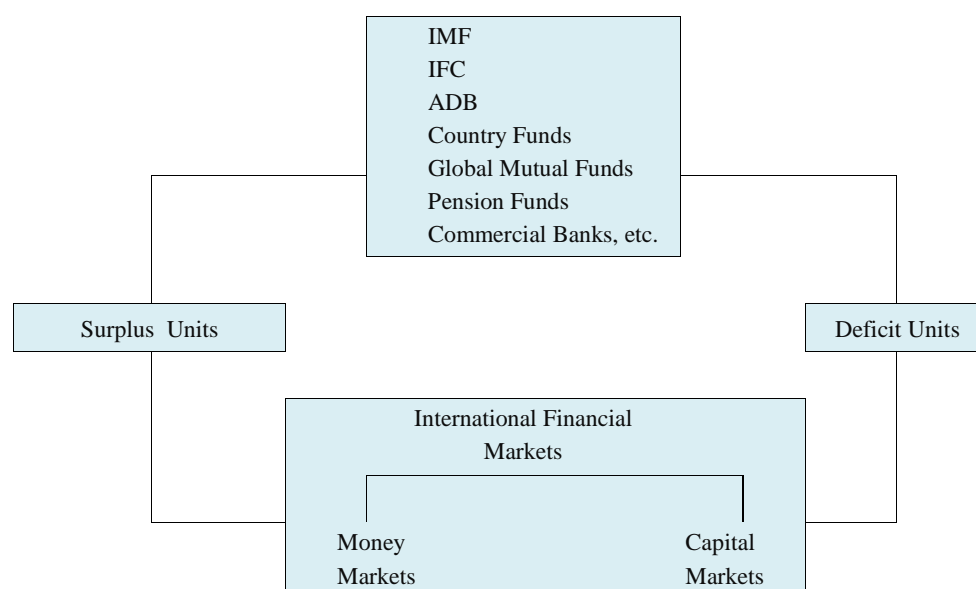 IMF
IFC
ADB
Country Funds
Global Mutual Funds
Pension Funds
Commercial Banks, etc.
Surplus Units
Deficit Units
International Financial
Markets
Money
Markets
Capital
Markets